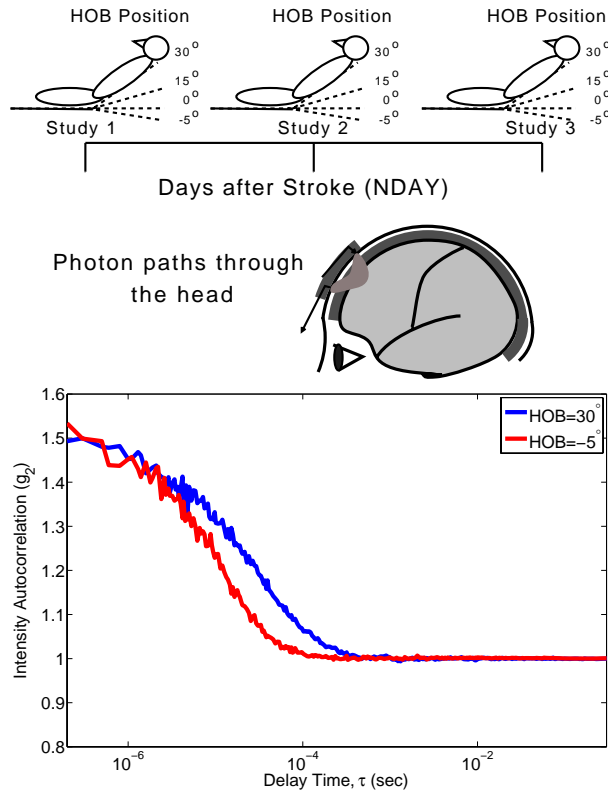 HOB Position HOB Position HOB Position
30° 30° 30°
15° 15° 15°
0° 0° 0°
-5° -5° -5°
Study 1 Study 2 Study 3
Days after Stroke (NDAY)
Photon paths through
the head
1.6
1.5
1.4
1.3
1.2
1.1
1
0.9
0.8
Intensity Autocorrelation (g₂)
HOB=30°
HOB=−5°
10⁻⁶ 10⁻⁴ 10⁻²
Delay Time, τ (sec)